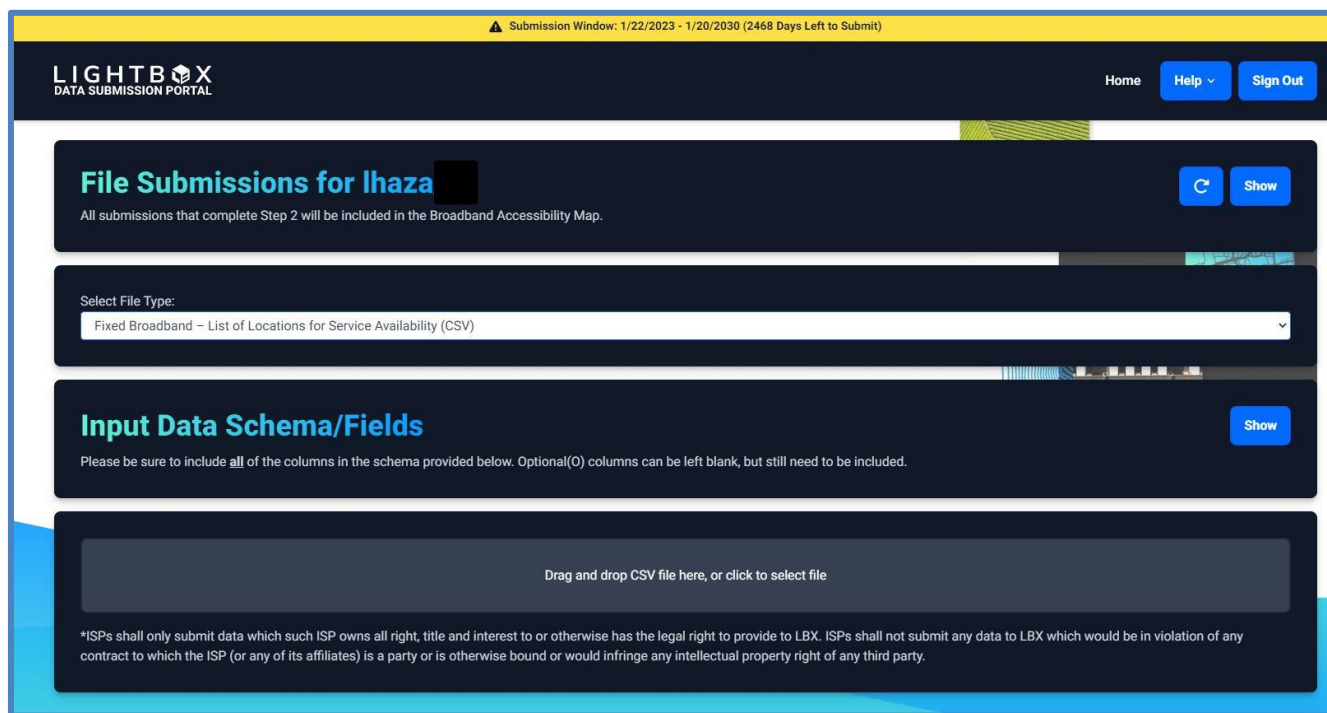 Submission Window: 1/22/2023 - 1/20/2030 (2468 Days Left to Submit)
LIGHTBOX
DATA SUBMISSION PORTAL
Home
Help
Sign Out
File Submissions for lhaza
Show
All submissions that complete Step 2 will be included in the Broadband Accessibility Map.
Select File Type:
Fixed Broadband – List of Locations for Service Availability (CSV)
Input Data Schema/Fields
Show
Please be sure to include all of the columns in the schema provided below. Optional(O) columns can be left blank, but still need to be included.
Drag and drop CSV file here, or click to select file
*ISPs shall only submit data which such ISP owns all right, title and interest to or otherwise has the legal right to provide to LBX. ISPs shall not submit any data to LBX which would be in violation of any
contract to which the ISP (or any of its affiliates) is a party or is otherwise bound or would infringe any intellectual property right of any third party.